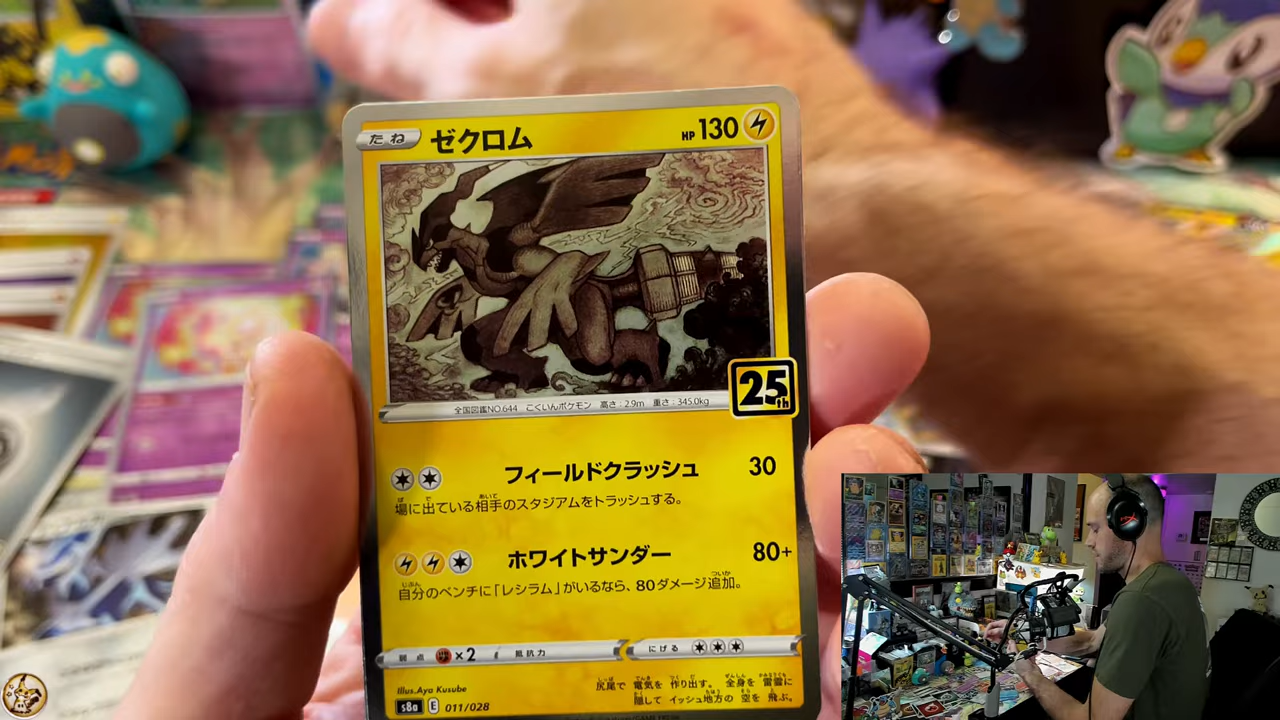 たね ゼクロム HP 130
25th
全国図鑑NO.644 こくいんポケモン 高さ:2.9m 重さ:345.0kg
フィールドクラッシュ 30
場に出ている相手のスタジアムをトラッシュする。
ホワイトサンダー 80+
自分のベンチに「レシラム」がいるなら、80ダメージ追加。
弱点 ×2 抵抗力 にげる
Illus.Aya Kusube
尻尾で 電気を 作り出す。 全身を 雷雲に
隠して イッシュ地方の 空を 飛ぶ。
s8a E 011/028